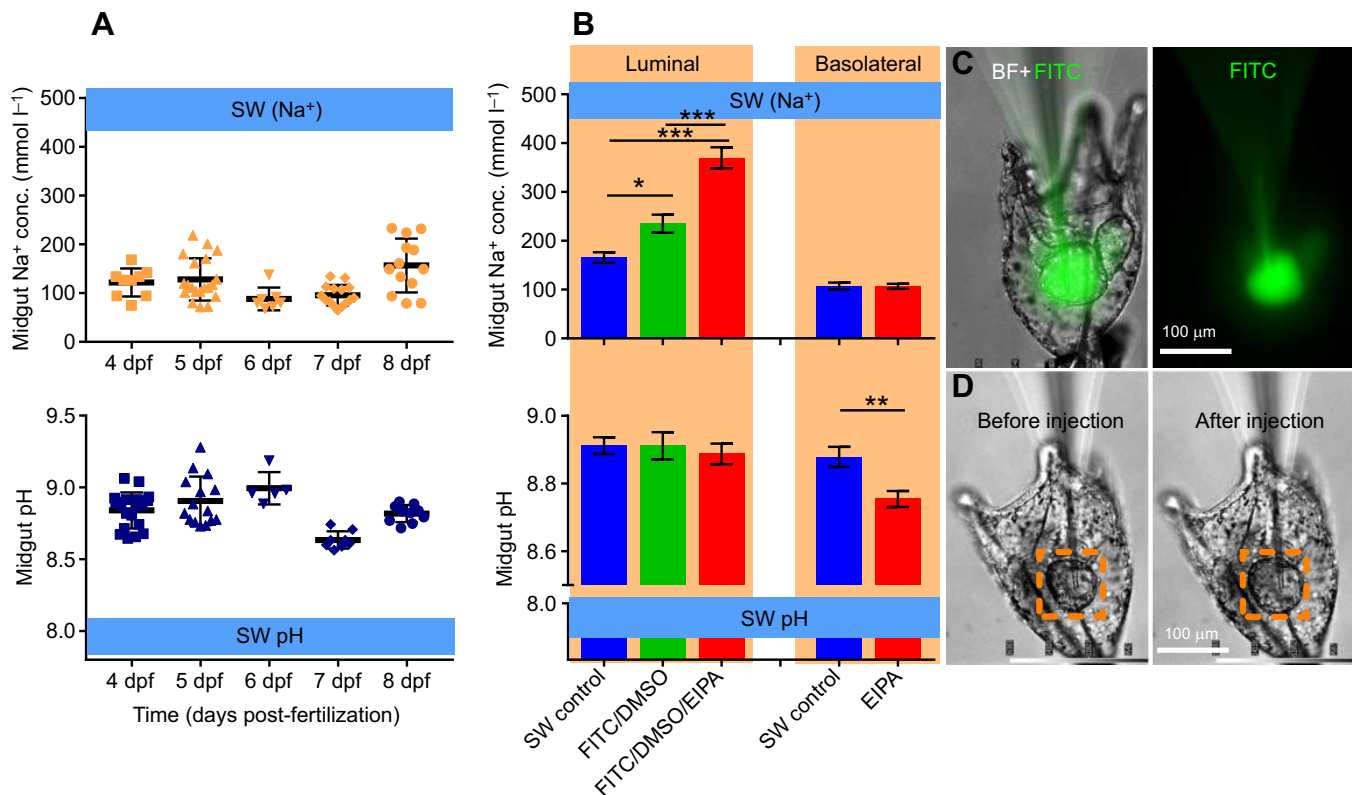 A
SW (Na⁺)
Midgut Na⁺ conc. (mmol l⁻¹)
500
400
300
200
100
0
4 dpf 5 dpf 6 dpf 7 dpf 8 dpf
Midgut pH
9.5
9.0
8.5
8.0
SW pH
4 dpf 5 dpf 6 dpf 7 dpf 8 dpf
Time (days post-fertilization)
B
Luminal Basolateral
SW (Na⁺)
Midgut Na⁺ conc. (mmol l⁻¹)
500
400
300
200
100
0
***
***
*
Midgut pH
9.0
8.8
8.6
8.0
**
SW pH
SW control
FITC/DMSO
FITC/DMSO/EIPA
SW control
EIPA
C
BF+FITC
FITC
100 µm
D
Before injection
After injection
100 µm